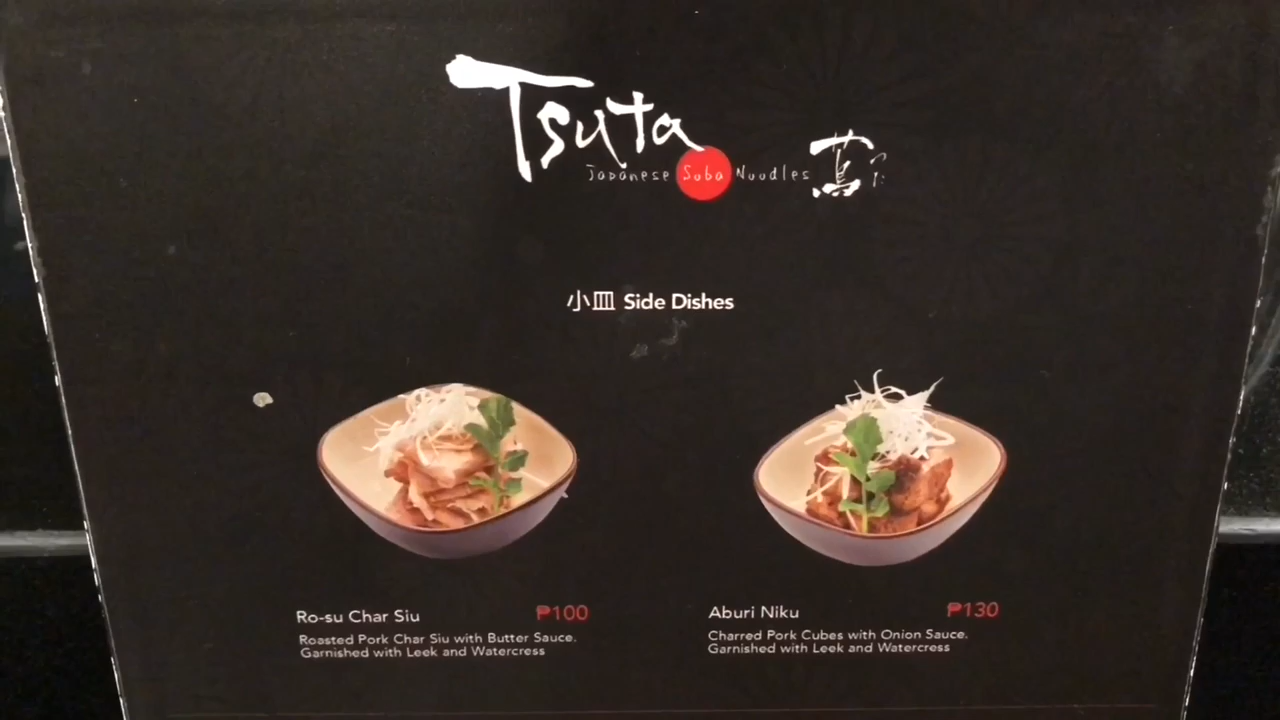 Tsuta
Japanese Soba Noodles 蔦
小皿 Side Dishes
Ro-su Char Siu ₱100
Roasted Pork Char Siu with Butter Sauce.
Garnished with Leek and Watercress
Aburi Niku ₱130
Charred Pork Cubes with Onion Sauce.
Garnished with Leek and Watercress